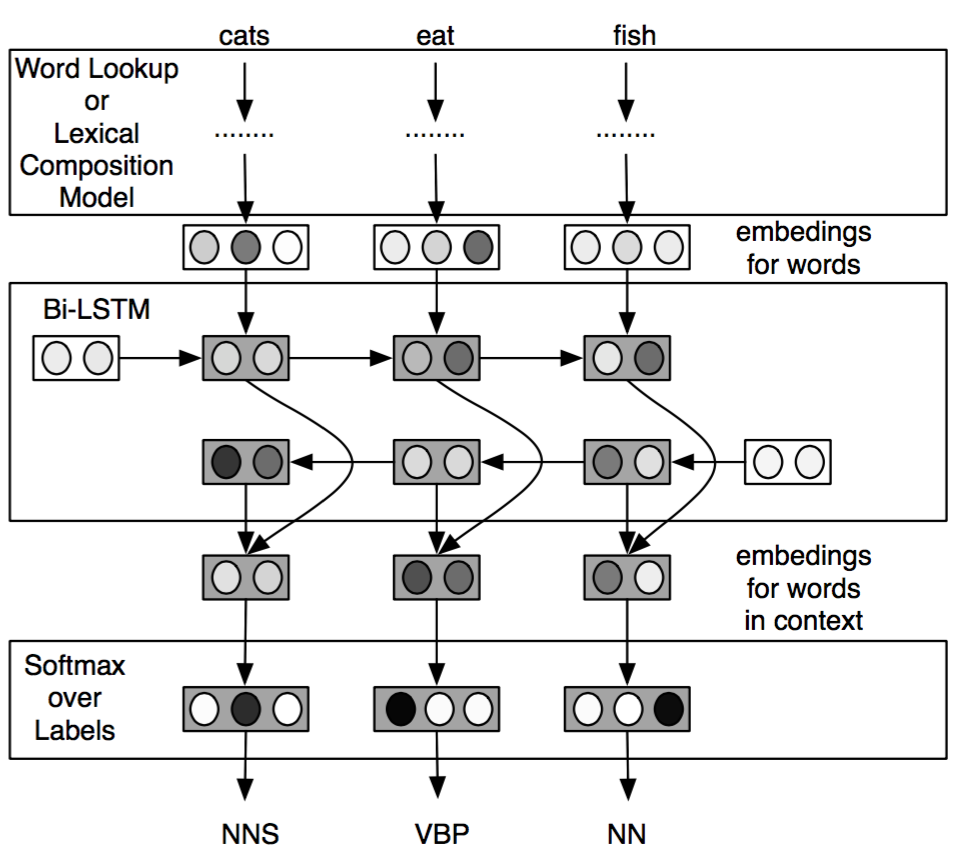 cats eat fish
Word Lookup
or
Lexical
Composition
Model
........ ........ ........
embedings
for words
Bi-LSTM
embedings
for words
in context
Softmax
over
Labels
NNS VBP NN